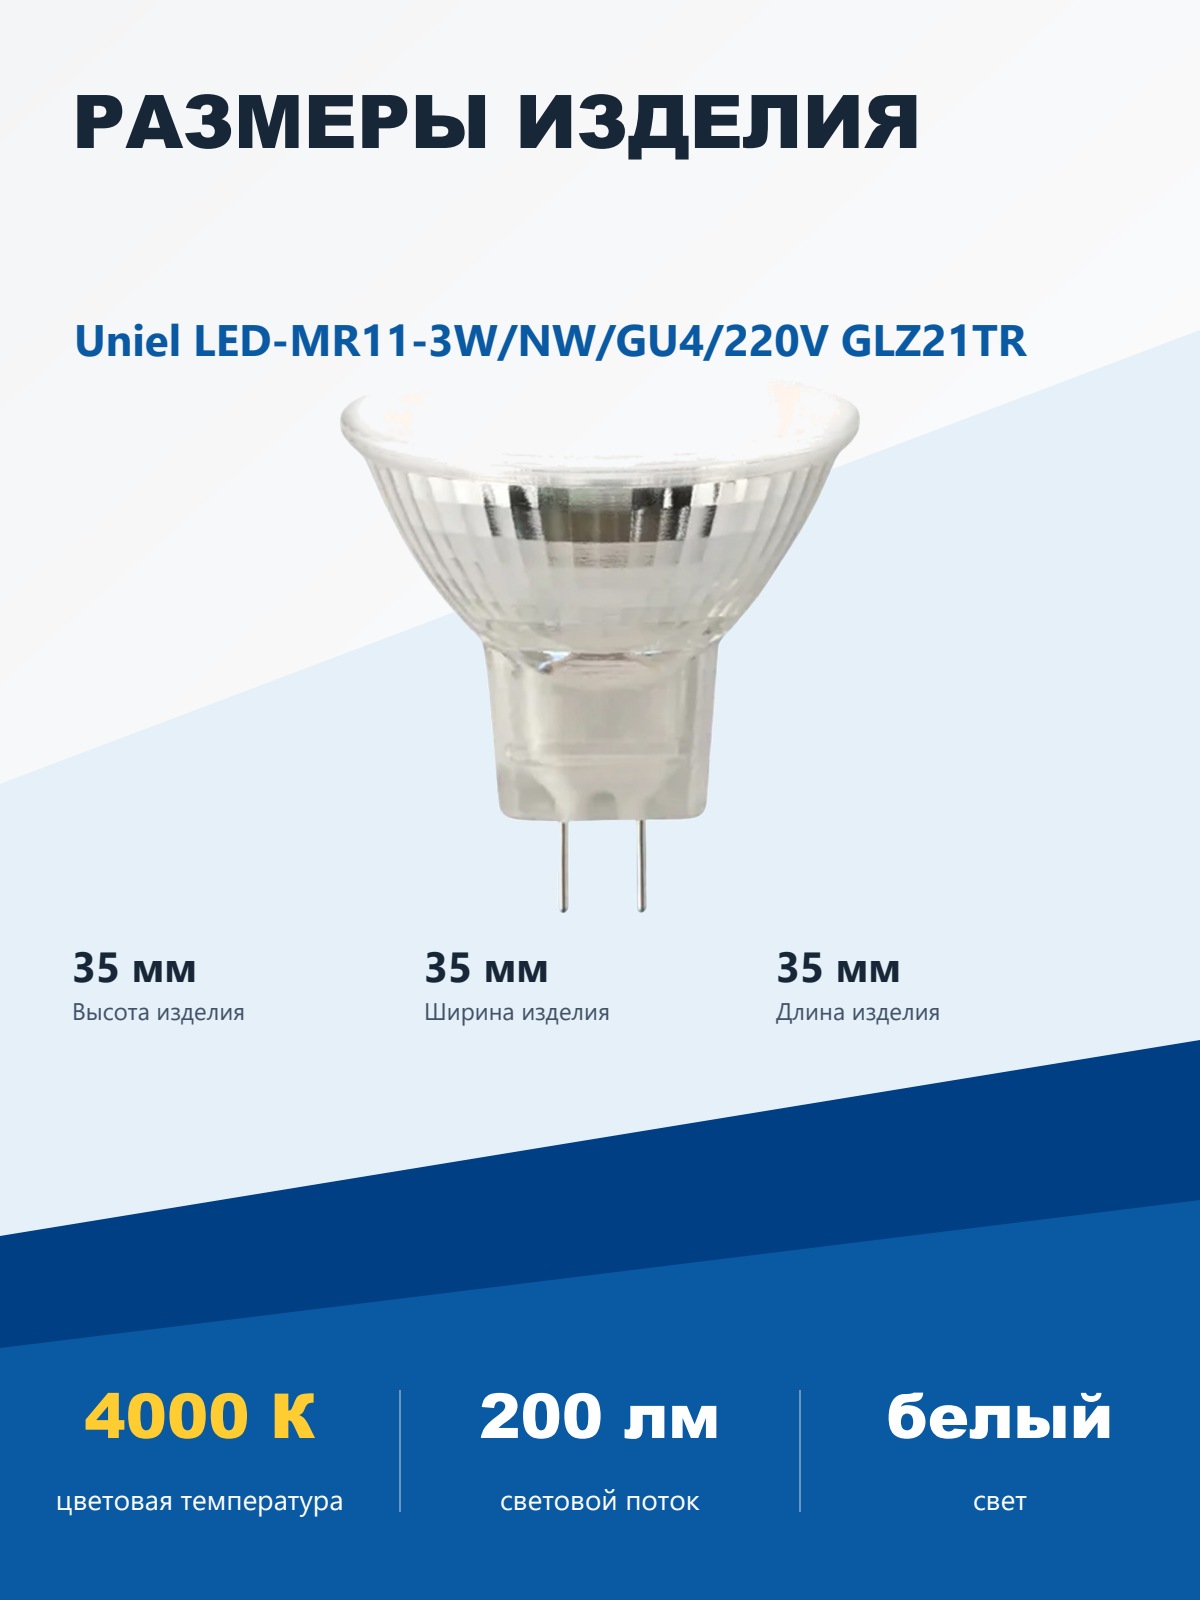 РАЗМЕРЫ ИЗДЕЛИЯ
Uniel LED-MR11-3W/NW/GU4/220V GLZ21TR
35 мм 35 мм 35 мм
Высота изделия Ширина изделия Длина изделия
4000 К 200 лм белый
цветовая температура световой поток свет